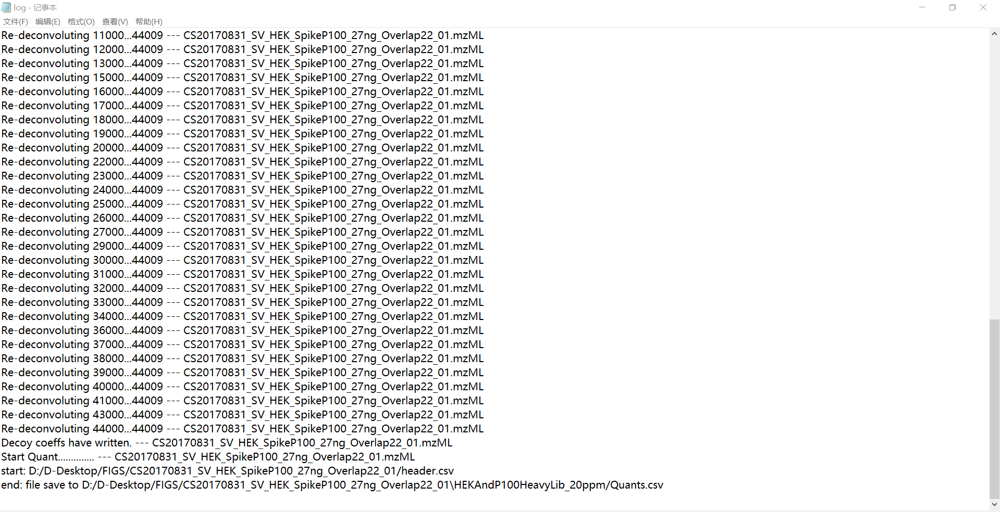 log - 记事本
文件(F) 编辑(E) 格式(O) 查看(V) 帮助(H)
Re-deconvoluting 11000...44009 --- CS20170831_SV_HEK_SpikeP100_27ng_Overlap22_01.mzML
Re-deconvoluting 12000...44009 --- CS20170831_SV_HEK_SpikeP100_27ng_Overlap22_01.mzML
Re-deconvoluting 13000...44009 --- CS20170831_SV_HEK_SpikeP100_27ng_Overlap22_01.mzML
Re-deconvoluting 15000...44009 --- CS20170831_SV_HEK_SpikeP100_27ng_Overlap22_01.mzML
Re-deconvoluting 16000...44009 --- CS20170831_SV_HEK_SpikeP100_27ng_Overlap22_01.mzML
Re-deconvoluting 17000...44009 --- CS20170831_SV_HEK_SpikeP100_27ng_Overlap22_01.mzML
Re-deconvoluting 18000...44009 --- CS20170831_SV_HEK_SpikeP100_27ng_Overlap22_01.mzML
Re-deconvoluting 19000...44009 --- CS20170831_SV_HEK_SpikeP100_27ng_Overlap22_01.mzML
Re-deconvoluting 20000...44009 --- CS20170831_SV_HEK_SpikeP100_27ng_Overlap22_01.mzML
Re-deconvoluting 22000...44009 --- CS20170831_SV_HEK_SpikeP100_27ng_Overlap22_01.mzML
Re-deconvoluting 23000...44009 --- CS20170831_SV_HEK_SpikeP100_27ng_Overlap22_01.mzML
Re-deconvoluting 24000...44009 --- CS20170831_SV_HEK_SpikeP100_27ng_Overlap22_01.mzML
Re-deconvoluting 25000...44009 --- CS20170831_SV_HEK_SpikeP100_27ng_Overlap22_01.mzML
Re-deconvoluting 26000...44009 --- CS20170831_SV_HEK_SpikeP100_27ng_Overlap22_01.mzML
Re-deconvoluting 27000...44009 --- CS20170831_SV_HEK_SpikeP100_27ng_Overlap22_01.mzML
Re-deconvoluting 29000...44009 --- CS20170831_SV_HEK_SpikeP100_27ng_Overlap22_01.mzML
Re-deconvoluting 30000...44009 --- CS20170831_SV_HEK_SpikeP100_27ng_Overlap22_01.mzML
Re-deconvoluting 31000...44009 --- CS20170831_SV_HEK_SpikeP100_27ng_Overlap22_01.mzML
Re-deconvoluting 32000...44009 --- CS20170831_SV_HEK_SpikeP100_27ng_Overlap22_01.mzML
Re-deconvoluting 33000...44009 --- CS20170831_SV_HEK_SpikeP100_27ng_Overlap22_01.mzML
Re-deconvoluting 34000...44009 --- CS20170831_SV_HEK_SpikeP100_27ng_Overlap22_01.mzML
Re-deconvoluting 36000...44009 --- CS20170831_SV_HEK_SpikeP100_27ng_Overlap22_01.mzML
Re-deconvoluting 37000...44009 --- CS20170831_SV_HEK_SpikeP100_27ng_Overlap22_01.mzML
Re-deconvoluting 38000...44009 --- CS20170831_SV_HEK_SpikeP100_27ng_Overlap22_01.mzML
Re-deconvoluting 39000...44009 --- CS20170831_SV_HEK_SpikeP100_27ng_Overlap22_01.mzML
Re-deconvoluting 40000...44009 --- CS20170831_SV_HEK_SpikeP100_27ng_Overlap22_01.mzML
Re-deconvoluting 41000...44009 --- CS20170831_SV_HEK_SpikeP100_27ng_Overlap22_01.mzML
Re-deconvoluting 43000...44009 --- CS20170831_SV_HEK_SpikeP100_27ng_Overlap22_01.mzML
Re-deconvoluting 44000...44009 --- CS20170831_SV_HEK_SpikeP100_27ng_Overlap22_01.mzML
Decoy coeffs have written. --- CS20170831_SV_HEK_SpikeP100_27ng_Overlap22_01.mzML
Start Quant............. --- CS20170831_SV_HEK_SpikeP100_27ng_Overlap22_01.mzML
start: D:/D-Desktop/FIGS/CS20170831_SV_HEK_SpikeP100_27ng_Overlap22_01/header.csv
end: file save to D:/D-Desktop/FIGS/CS20170831_SV_HEK_SpikeP100_27ng_Overlap22_01\HEKAndP100HeavyLib_20ppm/Quants.csv